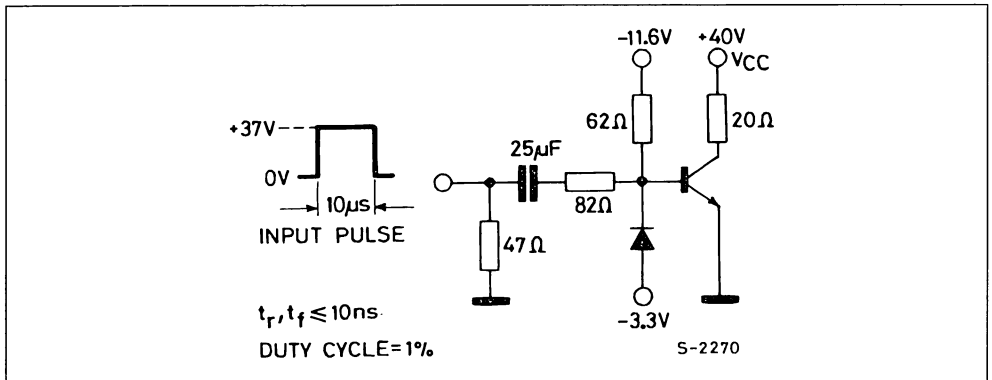 -11.6V
+40V
VCC
+37V
62Ω
20Ω
25µF
0V
82Ω
10µs
INPUT PULSE
47Ω
tr, tf ≤ 10ns
-3.3V
DUTY CYCLE=1%
S-2270